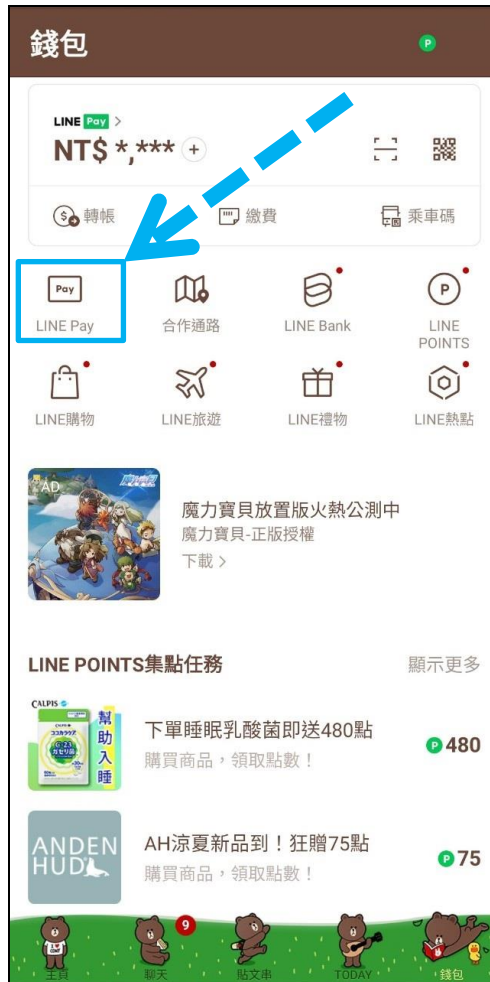 錢包
P
LINE Pay >
NT$ *,*** +
$ 轉帳
繳費
乘車碼
Pay
LINE Pay
合作通路
LINE Bank
P
LINE
POINTS
LINE購物
LINE旅遊
LINE禮物
LINE熱點
AD
魔力寶貝
魔力寶貝放置版火熱公測中
魔力寶貝-正版授權
下載 >
LINE POINTS集點任務
顯示更多
CALPIS
幫助入睡
下單睡眠乳酸菌即送480點
購買商品，領取點數！
P 480
ANDEN
HUD
AH涼夏新品到！狂贈75點
購買商品，領取點數！
P 75
9
主頁
聊天
貼文串
TODAY
錢包